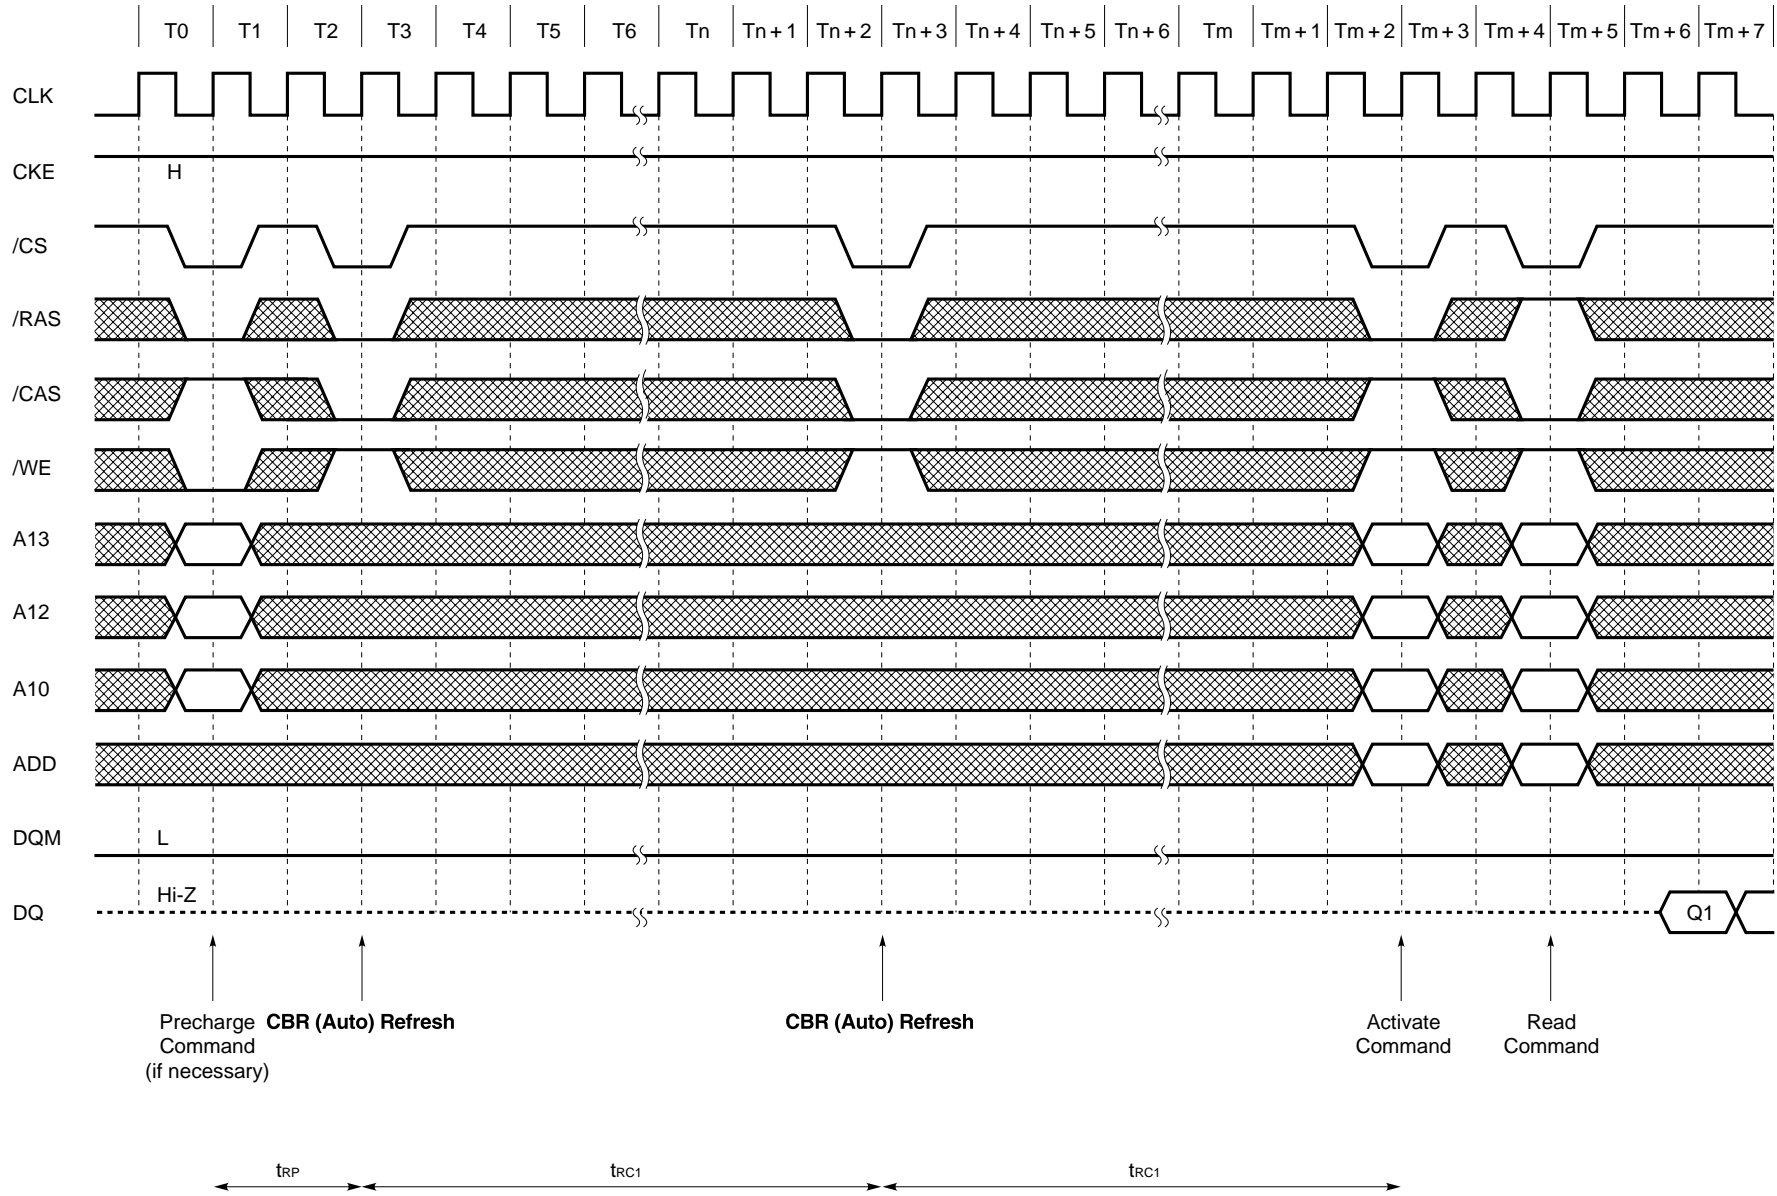 T0 T1 T2 T3 T4 T5 T6 Tn Tn + 1 Tn + 2 Tn + 3 Tn + 4 Tn + 5 Tn + 6 Tm Tm + 1 Tm + 2 Tm + 3 Tm + 4 Tm + 5 Tm + 6 Tm + 7
CLK
CKE H
/CS
/RAS
/CAS
/WE
A13
A12
A10
ADD
DQM L
Hi-Z
DQ Q1
Precharge
Command
(if necessary)
CBR (Auto) Refresh
CBR (Auto) Refresh
Activate
Command
Read
Command
tRP tRC1 tRC1